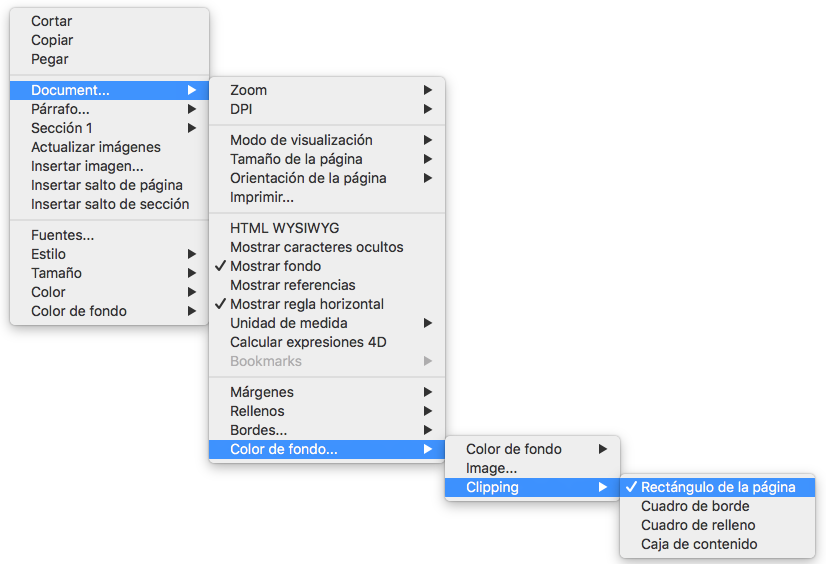 Cortar
Copiar
Pegar
Document...
Párrafo...
Sección 1
Actualizar imágenes
Insertar imagen...
Insertar salto de página
Insertar salto de sección
Fuentes...
Estilo
Tamaño
Color
Color de fondo
Zoom
DPI
Modo de visualización
Tamaño de la página
Orientación de la página
Imprimir...
HTML WYSIWYG
Mostrar caracteres ocultos
Mostrar fondo
Mostrar referencias
Mostrar regla horizontal
Unidad de medida
Calcular expresiones 4D
Bookmarks
Márgenes
Rellenos
Bordes...
Color de fondo...
Color de fondo
Image...
Clipping
Rectángulo de la página
Cuadro de borde
Cuadro de relleno
Caja de contenido